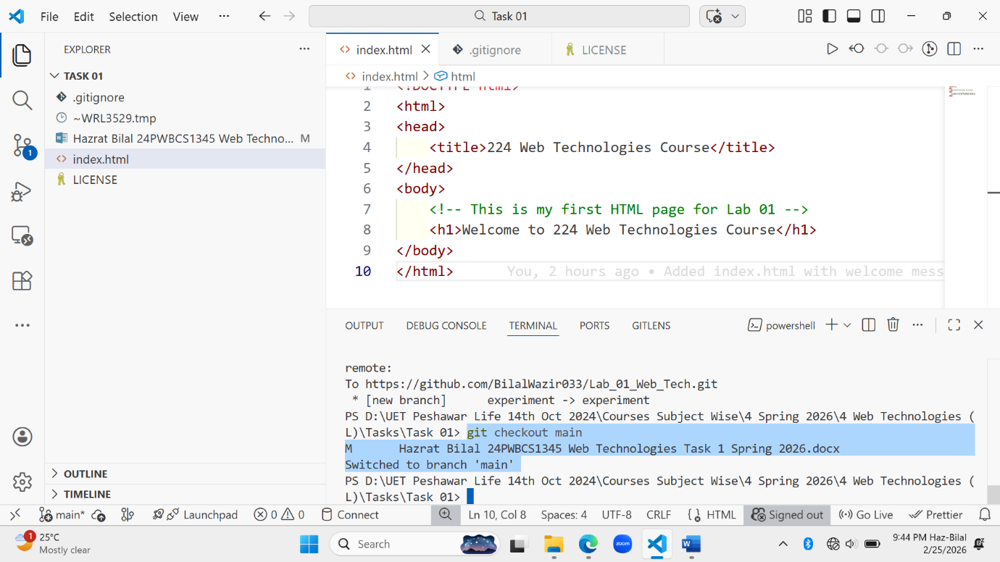 File Edit Selection View ··· Task 01
EXPLORER ···
TASK 01
.gitignore
~WRL3529.tmp
Hazrat Bilal 24PWBCS1345 Web Techno... M
index.html
LICENSE
1
OUTLINE
TIMELINE
index.html .gitignore LICENSE
index.html > html
1 <!DOCTYPE html>
2 <html>
3 <head>
4 <title>224 Web Technologies Course</title>
5 </head>
6 <body>
7 <!-- This is my first HTML page for Lab 01 -->
8 <h1>Welcome to 224 Web Technologies Course</h1>
9 </body>
10 </html> You, 2 hours ago • Added index.html with welcome mess
OUTPUT DEBUG CONSOLE TERMINAL PORTS GITLENS powershell
remote:
To https://github.com/BilalWazir033/Lab_01_Web_Tech.git
* [new branch] experiment -> experiment
PS D:\UET Peshawar Life 14th Oct 2024\Courses Subject Wise\4 Spring 2026\4 Web Technologies (
L)\Tasks\Task 01> git checkout main
M Hazrat Bilal 24PWBCS1345 Web Technologies Task 1 Spring 2026.docx
Switched to branch 'main'
PS D:\UET Peshawar Life 14th Oct 2024\Courses Subject Wise\4 Spring 2026\4 Web Technologies (
L)\Tasks\Task 01>
main* Launchpad 0 0 Connect Ln 10, Col 8 Spaces: 4 UTF-8 CRLF HTML Signed out Go Live Prettier
1
25°C
Mostly clear
Search
zoom
9:44 PM Haz-Bilal
2/25/2026